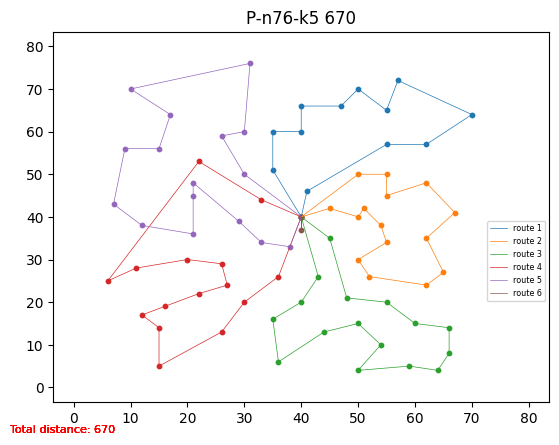 P-n76-k5 670
80
70
60
50
40
30
20
10
0
route 1
route 2
route 3
route 4
route 5
route 6
0 10 20 30 40 50 60 70 80
Total distance: 670